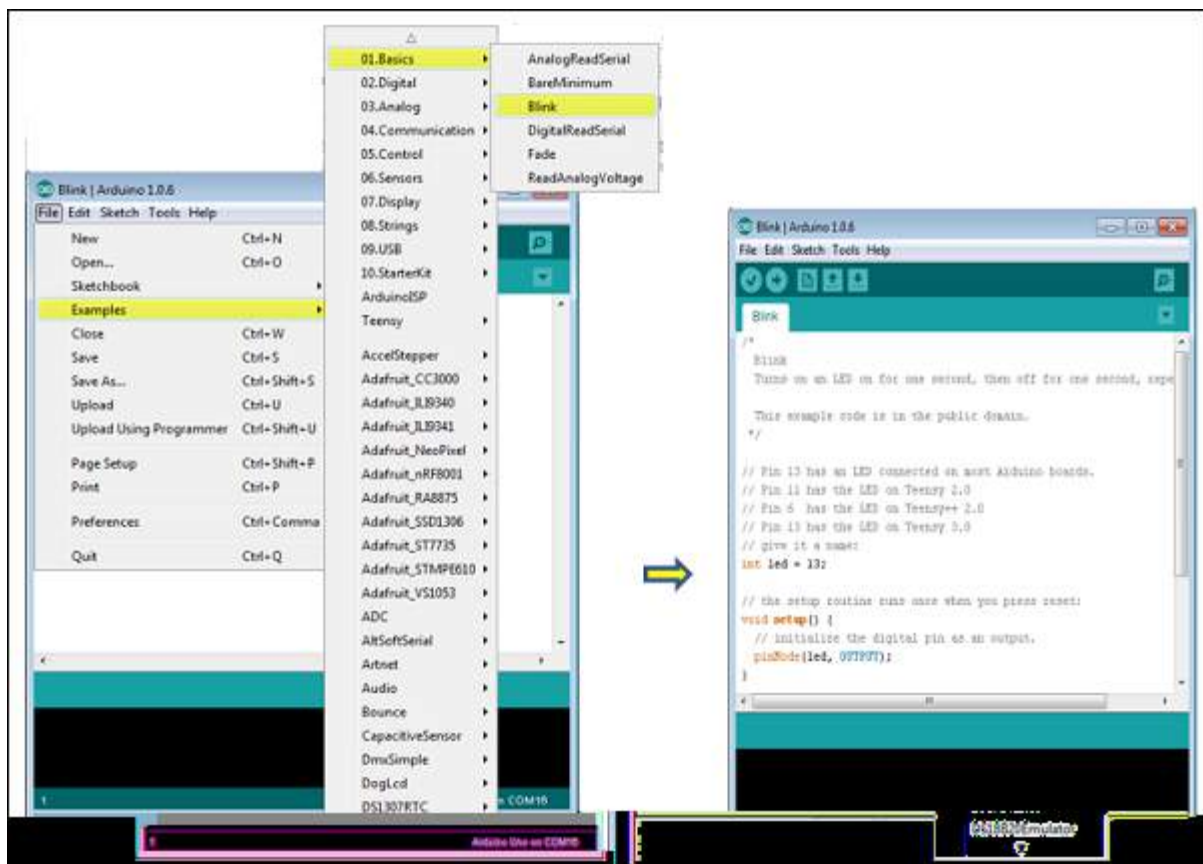 Blink | Arduino 1.0.6
File Edit Sketch Tools Help
New Ctrl+N
Open... Ctrl+O
Sketchbook
Examples
Close Ctrl+W
Save Ctrl+S
Save As... Ctrl+Shift+S
Upload Ctrl+U
Upload Using Programmer Ctrl+Shift+U
Page Setup Ctrl+Shift+P
Print Ctrl+P
Preferences Ctrl+Comma
Quit Ctrl+Q
1
01.Basics
02.Digital
03.Analog
04.Communication
05.Control
06.Sensors
07.Display
08.Strings
09.USB
10.StarterKit
ArduinoISP
Teensy
AccelStepper
Adafruit_CC3000
Adafruit_ILI9340
Adafruit_ILI9341
Adafruit_NeoPixel
Adafruit_nRF8001
Adafruit_RA8875
Adafruit_SSD1306
Adafruit_ST7735
Adafruit_STMPE610
Adafruit_VS1053
ADC
AltSoftSerial
Artnet
Audio
Bounce
CapacitiveSensor
DmxSimple
DogLcd
DS1307RTC
AnalogReadSerial
BareMinimum
Blink
DigitalReadSerial
Fade
ReadAnalogVoltage
on COM16
1 Arduino Uno on COM16
Blink | Arduino 1.0.6
File Edit Sketch Tools Help
Blink
/*
Blink
Turns on an LED on for one second, then off for one second, repe
This example code is in the public domain.
*/
// Pin 13 has an LED connected on most Arduino boards.
// Pin 11 has the LED on Teensy 2.0
// Pin 6 has the LED on Teensy++ 2.0
// Pin 13 has the LED on Teensy 3.0
// give it a name:
int led = 13;
// the setup routine runs once when you press reset:
void setup() {
// initialize the digital pin as an output.
pinMode(led, OUTPUT);
}